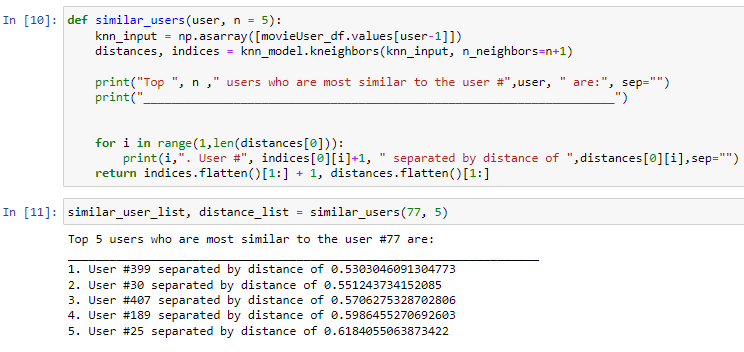 In [10]: def similar_users(user, n = 5):
    knn_input = np.asarray([movieUser_df.values[user-1]])
    distances, indices = knn_model.kneighbors(knn_input, n_neighbors=n+1)
    print("Top ", n ," users who are most similar to the user #",user, " are:", sep="")
    print("__________________________________________________________________")
    for i in range(1,len(distances[0])):
        print(i,". User #", indices[0][i]+1, " separated by distance of ",distances[0][i],sep="")
    return indices.flatten()[1:] + 1, distances.flatten()[1:]
In [11]: similar_user_list, distance_list = similar_users(77, 5)
Top 5 users who are most similar to the user #77 are:
__________________________________________________________________
1. User #399 separated by distance of 0.5303046091304773
2. User #30 separated by distance of 0.551243734152085
3. User #407 separated by distance of 0.5706275328702806
4. User #189 separated by distance of 0.5986455270692603
5. User #25 separated by distance of 0.6184055063873422